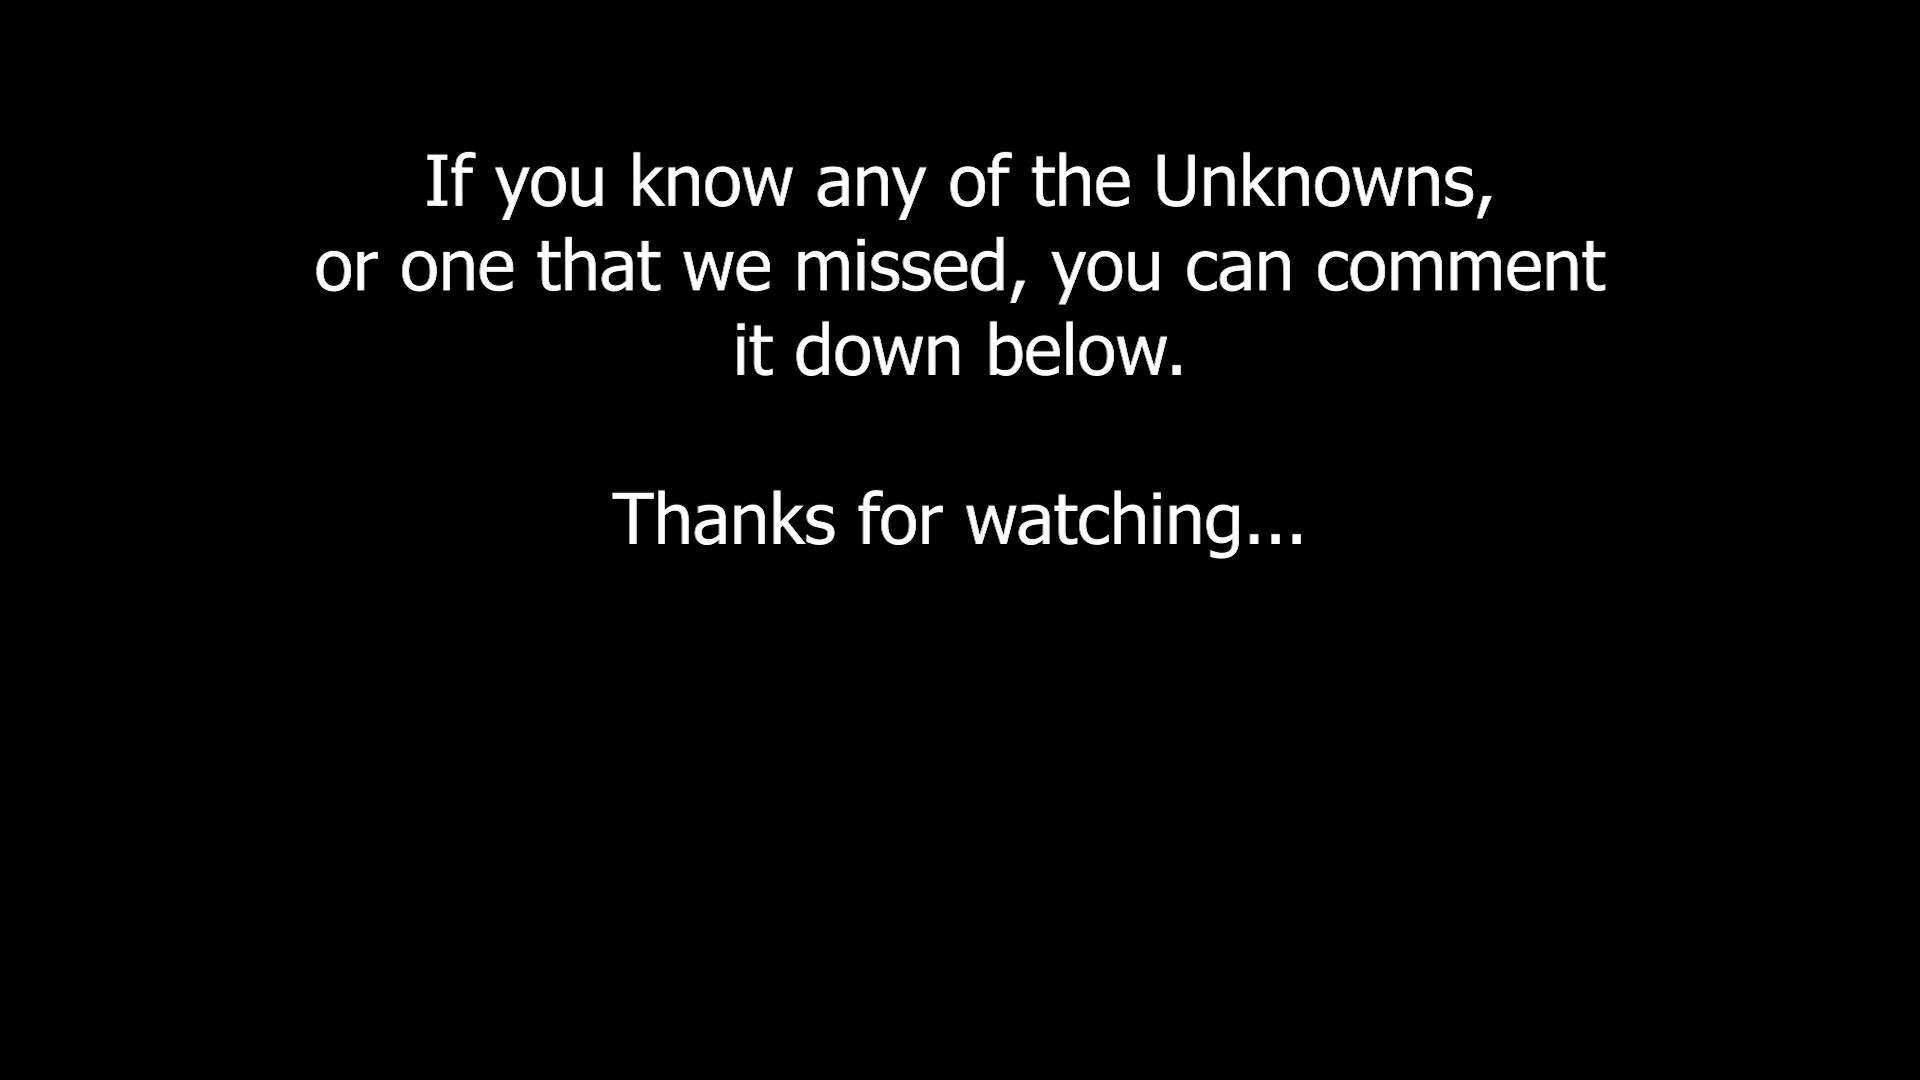 If you know any of the Unknowns,
or one that we missed, you can comment
it down below.
Thanks for watching...